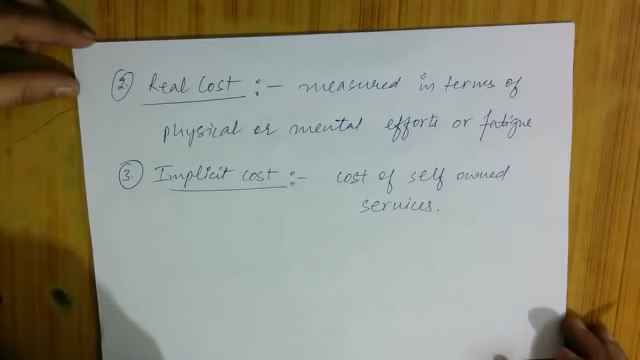 2. Real Cost :- measured in terms of
physical or mental efforts or fatigue.
3. Implicit cost :- cost of self owned
services.